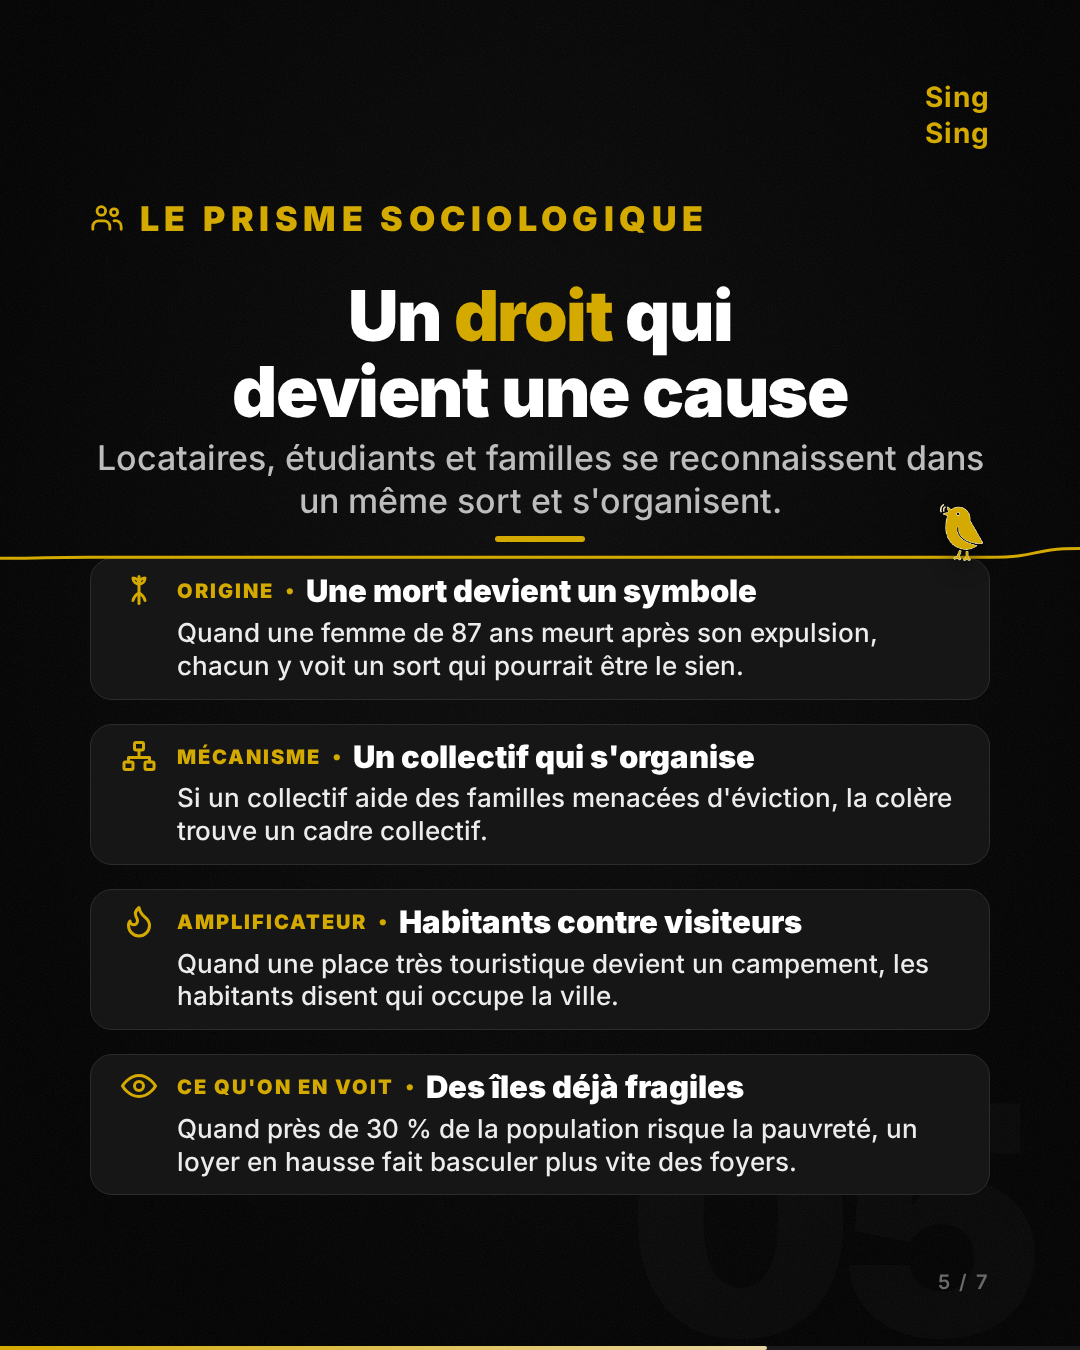 Sing
Sing
LE PRISME SOCIOLOGIQUE
Un droit qui
devient une cause
Locataires, étudiants et familles se reconnaissent dans
un même sort et s'organisent.
ORIGINE • Une mort devient un symbole
Quand une femme de 87 ans meurt après son expulsion,
chacun y voit un sort qui pourrait être le sien.
MÉCANISME • Un collectif qui s'organise
Si un collectif aide des familles menacées d'éviction, la colère
trouve un cadre collectif.
AMPLIFICATEUR • Habitants contre visiteurs
Quand une place très touristique devient un campement, les
habitants disent qui occupe la ville.
CE QU'ON EN VOIT • Des îles déjà fragiles
Quand près de 30 % de la population risque la pauvreté, un
loyer en hausse fait basculer plus vite des foyers.
05
5 / 7